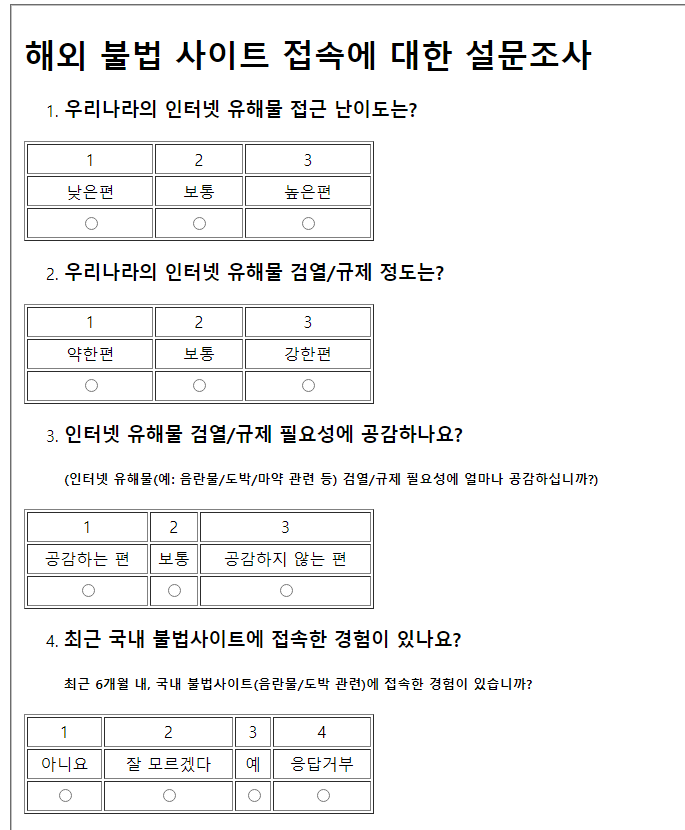 해외 불법 사이트 접속에 대한 설문조사
1. 우리나라의 인터넷 유해물 접근 난이도는?
1 2 3
낮은편 보통 높은편
2. 우리나라의 인터넷 유해물 검열/규제 정도는?
1 2 3
약한편 보통 강한편
3. 인터넷 유해물 검열/규제 필요성에 공감하나요?
(인터넷 유해물(예: 음란물/도박/마약 관련 등) 검열/규제 필요성에 얼마나 공감하십니까?)
1 2 3
공감하는 편 보통 공감하지 않는 편
4. 최근 국내 불법사이트에 접속한 경험이 있나요?
최근 6개월 내, 국내 불법사이트(음란물/도박 관련)에 접속한 경험이 있습니까?
1 2 3 4
아니요 잘 모르겠다 예 응답거부